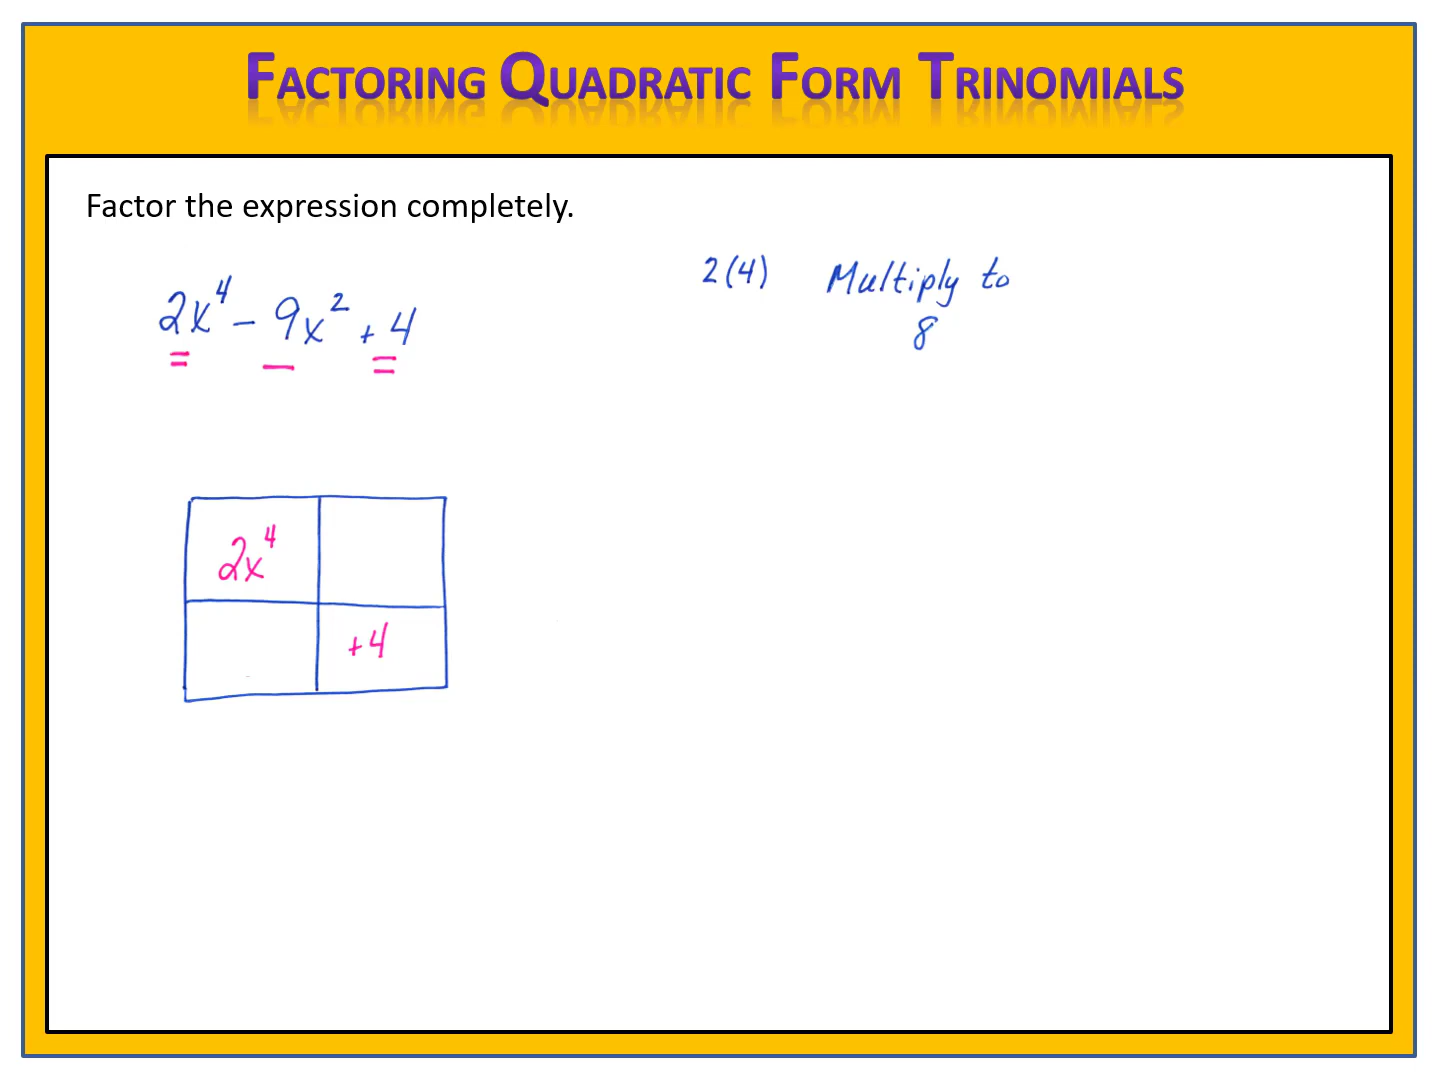 FACTORING QUADRATIC FORM TRINOMIALS
Factor the expression completely.
2x⁴ - 9x² + 4
2(4) Multiply to
8
2x⁴
+4